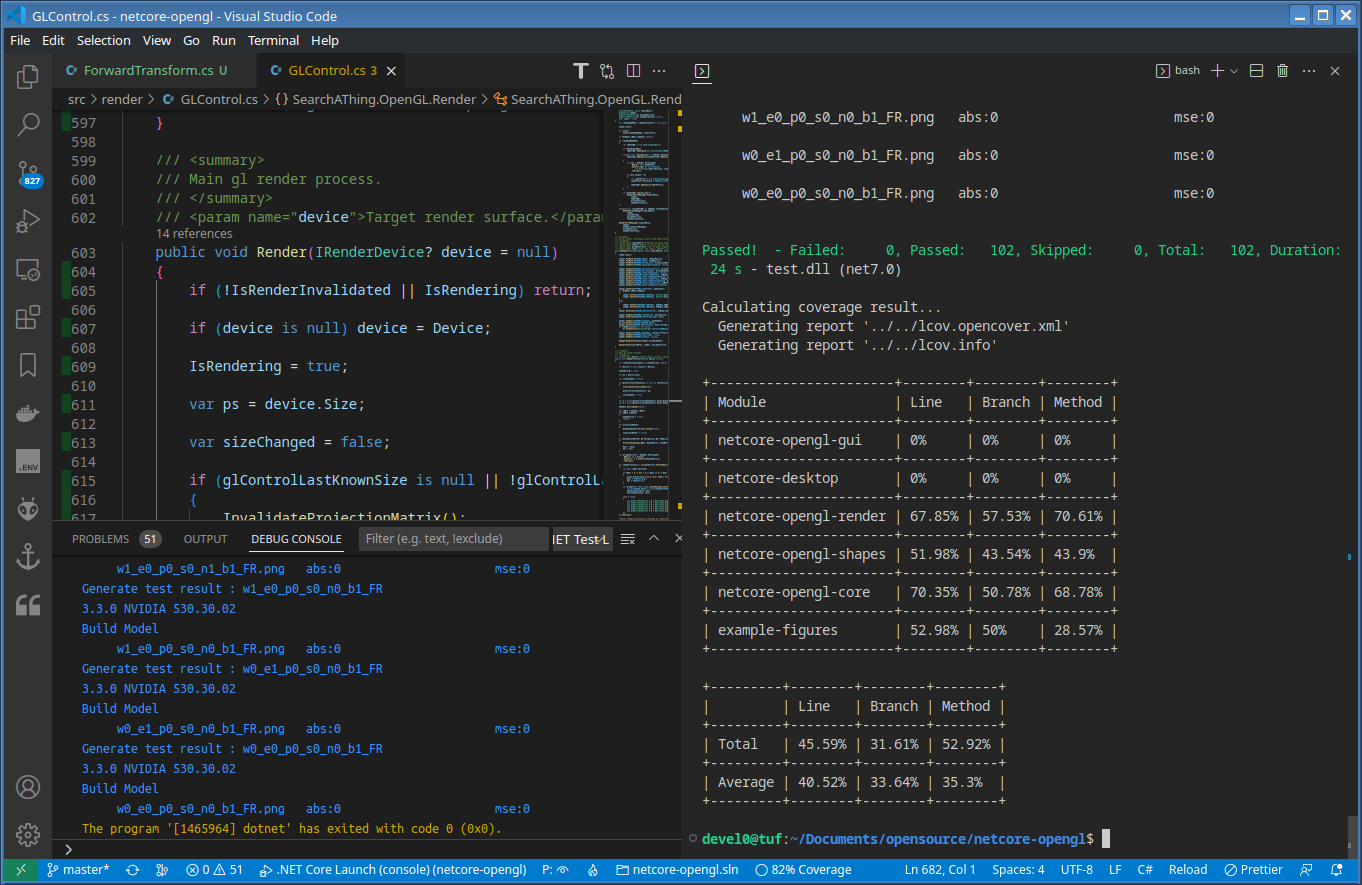 GLControl.cs - netcore-opengl - Visual Studio Code
File Edit Selection View Go Run Terminal Help
ForwardTransform.cs U
GLControl.cs 3
src > render > GLControl.cs > {} SearchAThing.OpenGL.Render > SearchAThing.OpenGL.Rend
597 }
598
599 /// <summary>
600 /// Main gl render process.
601 /// </summary>
602 /// <param name="device">Target render surface.</para
14 references
603 public void Render(IRenderDevice? device = null)
604 {
605 if (!IsRenderInvalidated || IsRendering) return;
606
607 if (device is null) device = Device;
608
609 IsRendering = true;
610
611 var ps = device.Size;
612
613 var sizeChanged = false;
614
615 if (glControlLastKnownSize is null || !glControlLa
616 {
617 InvalidateProjectionMatrix();
827
.ENV
PROBLEMS 51 OUTPUT DEBUG CONSOLE
Filter (e.g. text, !exclude)
w1_e0_p0_s0_n1_b1_FR.png abs:0 mse:0
Generate test result : w1_e0_p0_s0_n0_b1_FR
3.3.0 NVIDIA 530.30.02
Build Model
w1_e0_p0_s0_n0_b1_FR.png abs:0 mse:0
Generate test result : w0_e1_p0_s0_n0_b1_FR
3.3.0 NVIDIA 530.30.02
Build Model
w0_e1_p0_s0_n0_b1_FR.png abs:0 mse:0
Generate test result : w0_e0_p0_s0_n0_b1_FR
3.3.0 NVIDIA 530.30.02
Build Model
w0_e0_p0_s0_n0_b1_FR.png abs:0 mse:0
The program '[1465964] dotnet' has exited with code 0 (0x0).
>
bash
w1_e0_p0_s0_n0_b1_FR.png abs:0 mse:0
w0_e1_p0_s0_n0_b1_FR.png abs:0 mse:0
w0_e0_p0_s0_n0_b1_FR.png abs:0 mse:0
Passed! - Failed: 0, Passed: 102, Skipped: 0, Total: 102, Duration:
24 s - test.dll (net7.0)
Calculating coverage result...
Generating report '../../lcov.opencover.xml'
Generating report '../../lcov.info'
+-----------------------+--------+--------+--------+
| Module | Line | Branch | Method |
+-----------------------+--------+--------+--------+
| netcore-opengl-gui | 0% | 0% | 0% |
+-----------------------+--------+--------+--------+
| netcore-desktop | 0% | 0% | 0% |
+-----------------------+--------+--------+--------+
| netcore-opengl-render | 67.85% | 57.53% | 70.61% |
+-----------------------+--------+--------+--------+
| netcore-opengl-shapes | 51.98% | 43.54% | 43.9% |
+-----------------------+--------+--------+--------+
| netcore-opengl-core | 70.35% | 50.78% | 68.78% |
+-----------------------+--------+--------+--------+
| example-figures | 52.98% | 50% | 28.57% |
+-----------------------+--------+--------+--------+
+---------+--------+--------+--------+
| | Line | Branch | Method |
+---------+--------+--------+--------+
| Total | 45.59% | 31.61% | 52.92% |
+---------+--------+--------+--------+
| Average | 40.52% | 33.64% | 35.3% |
+---------+--------+--------+--------+
devel0@tuf:~/Documents/opensource/netcore-opengl$
master* 0 51 .NET Core Launch (console) (netcore-opengl) P: netcore-opengl.sln 82% Coverage Ln 682, Col 1 Spaces: 4 UTF-8 LF C# Reload Prettier